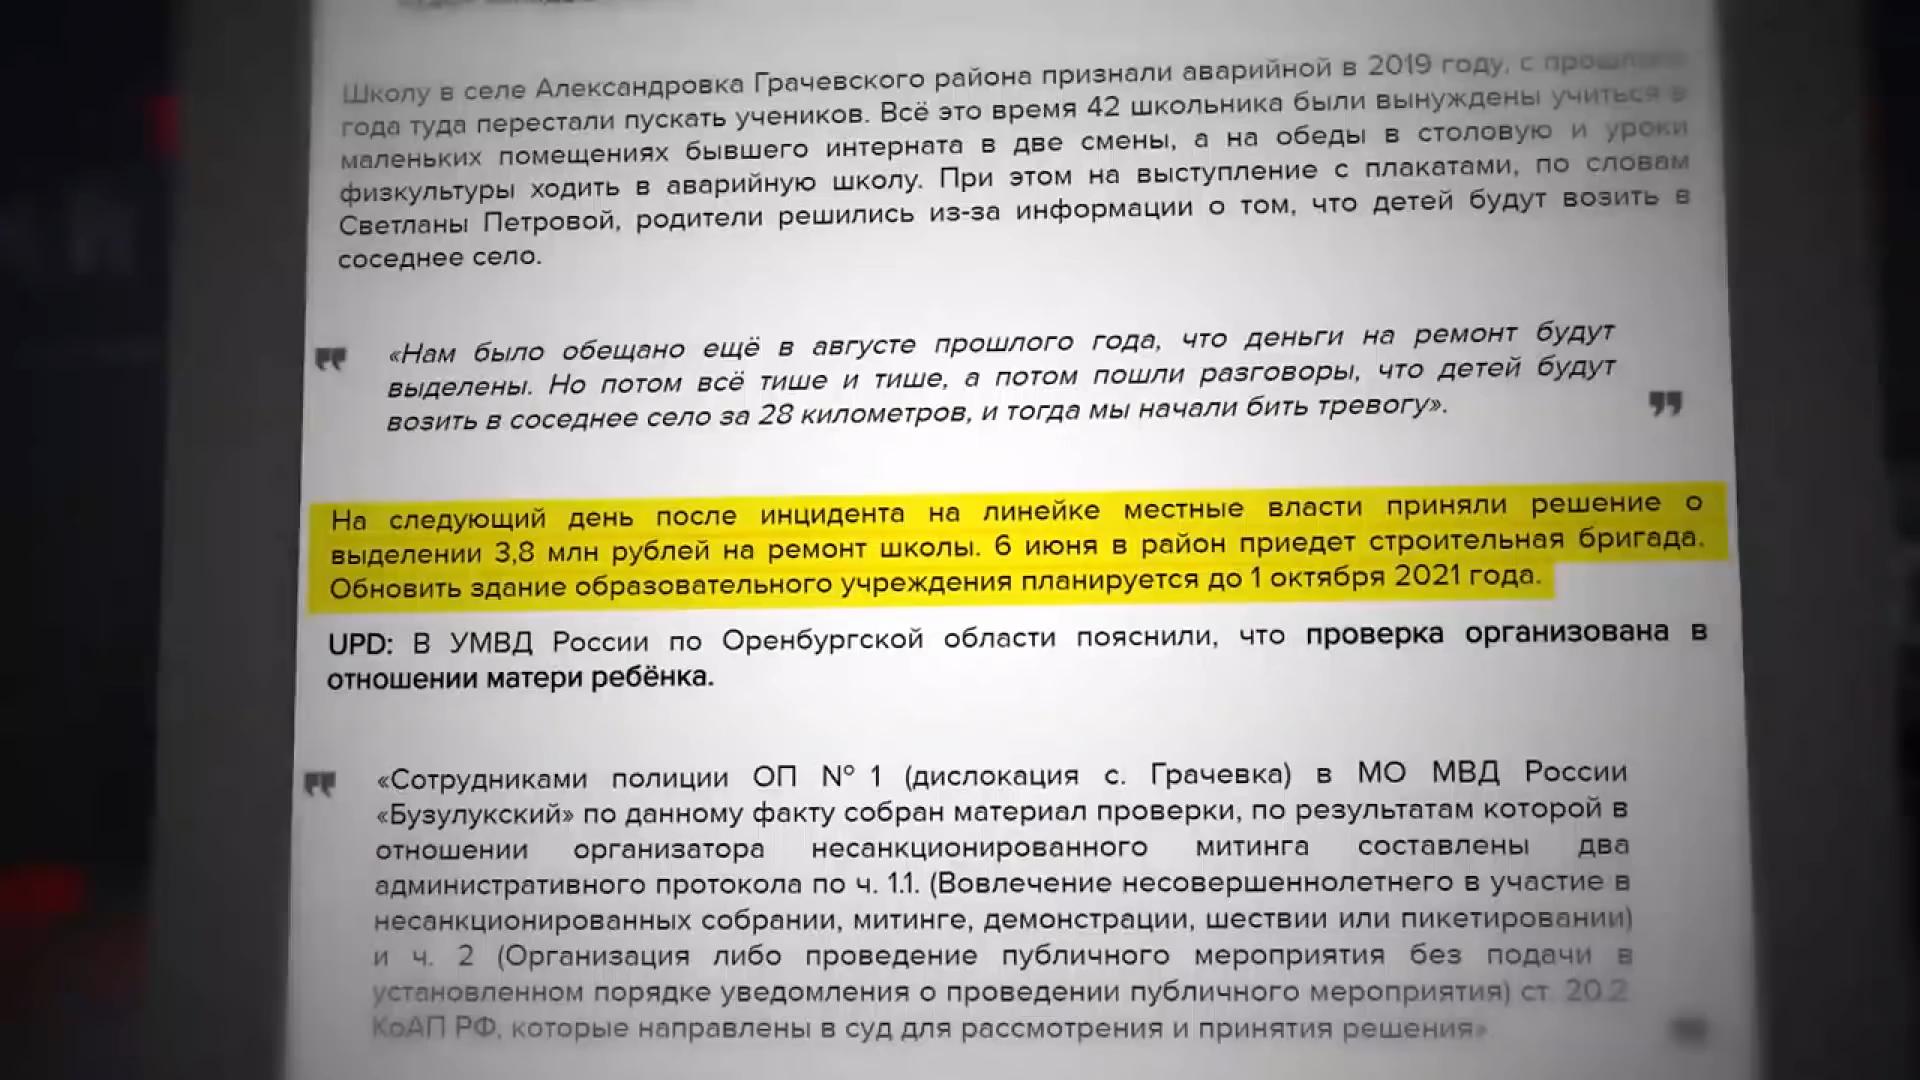 Школу в селе Александровка Грачевского района признали аварийной в 2019 году, с прошлого
года туда перестали пускать учеников. Всё это время 42 школьника были вынуждены учиться в
маленьких помещениях бывшего интерната в две смены, а на обеды в столовую и уроки
физкультуры ходить в аварийную школу. При этом на выступление с плакатами, по словам
Светланы Петровой, родители решились из-за информации о том, что детей будут возить в
соседнее село.
«Нам было обещано ещё в августе прошлого года, что деньги на ремонт будут
выделены. Но потом всё тише и тише, а потом пошли разговоры, что детей будут
возить в соседнее село за 28 километров, и тогда мы начали бить тревогу».
На следующий день после инцидента на линейке местные власти приняли решение о
выделении 3,8 млн рублей на ремонт школы. 6 июня в район приедет строительная бригада.
Обновить здание образовательного учреждения планируется до 1 октября 2021 года.
UPD: В УМВД России по Оренбургской области пояснили, что проверка организована в
отношении матери ребёнка.
«Сотрудниками полиции ОП № 1 (дислокация с. Грачевка) в МО МВД России
«Бузулукский» по данному факту собран материал проверки, по результатам которой в
отношении организатора несанкционированного митинга составлены два
административного протокола по ч. 1.1. (Вовлечение несовершеннолетнего в участие в
несанкционированных собрании, митинге, демонстрации, шествии или пикетировании)
и ч. 2 (Организация либо проведение публичного мероприятия без подачи в
установленном порядке уведомления о проведении публичного мероприятия) ст. 20.2
КоАП РФ, которые направлены в суд для рассмотрения и принятия решения»